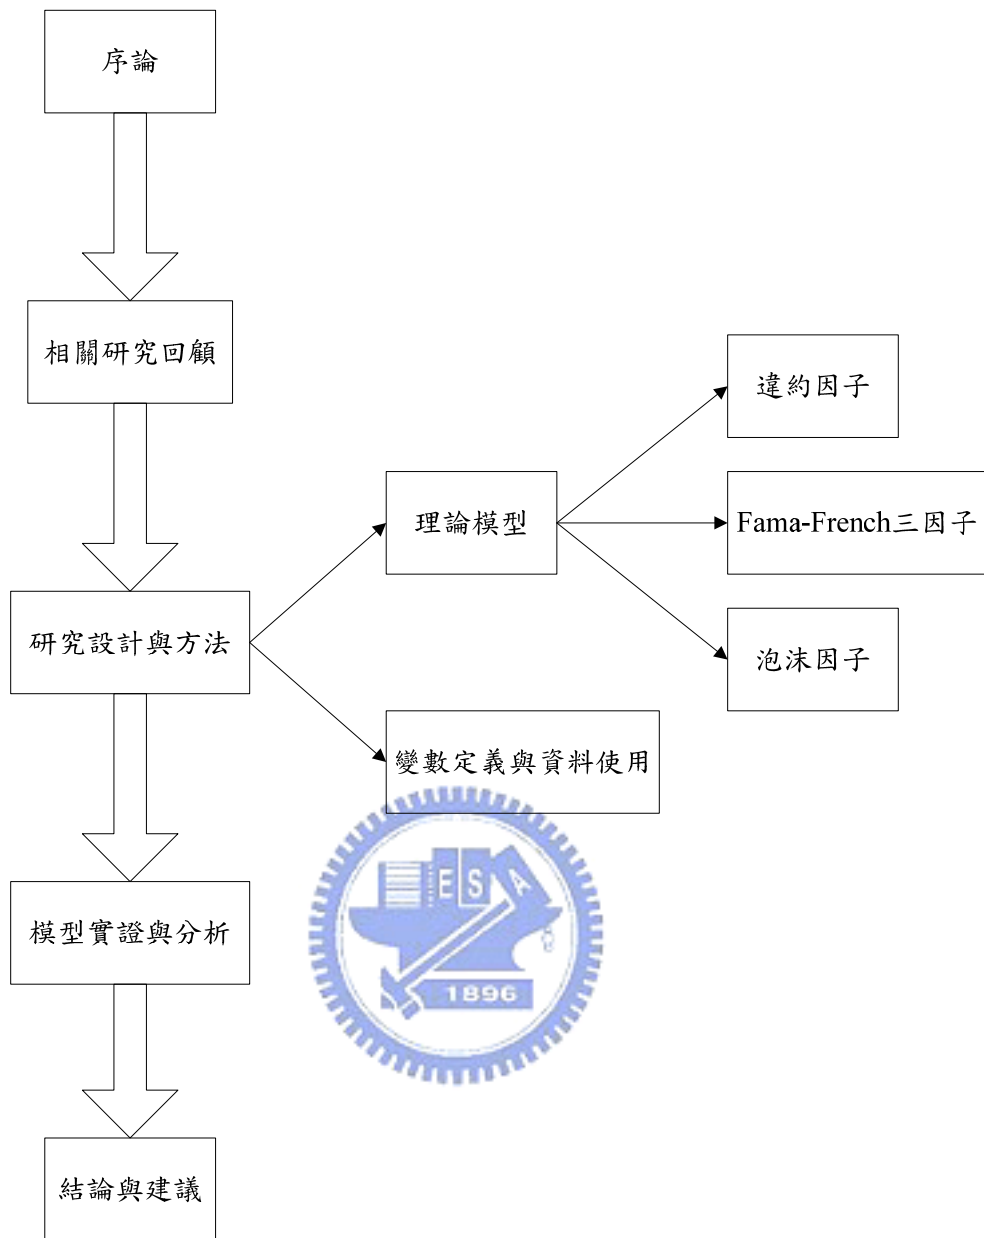 序論
相關研究回顧
違約因子
理論模型
Fama-French三因子
研究設計與方法
泡沫因子
變數定義與資料使用
E S A
模型實證與分析
1896
結論與建議